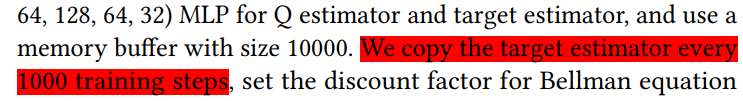 64, 128, 64, 32) MLP for Q estimator and target estimator, and use a
memory buffer with size 10000. We copy the target estimator every
1000 training steps, set the discount factor for Bellman equation